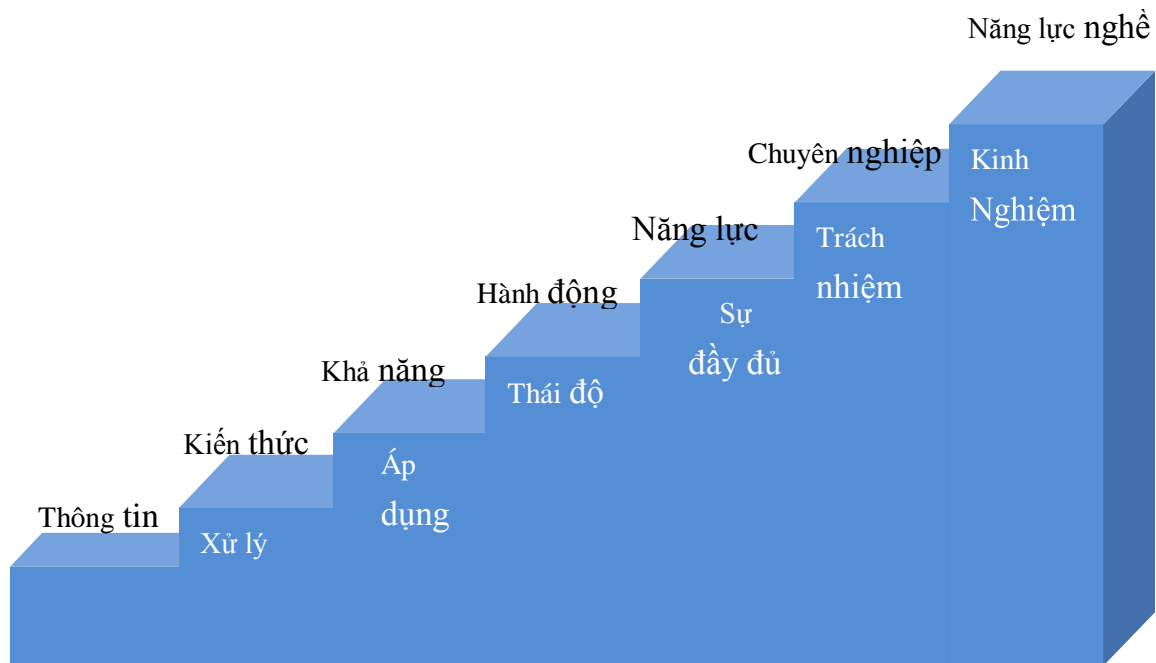 Năng lực nghề
Chuyên nghiệp
Kinh
Nghiệm
Năng lực
Trách
nhiệm
Hành động
Sự
đầy đủ
Khả năng
Thái độ
Kiến thức
Áp
dụng
Thông tin
Xử lý